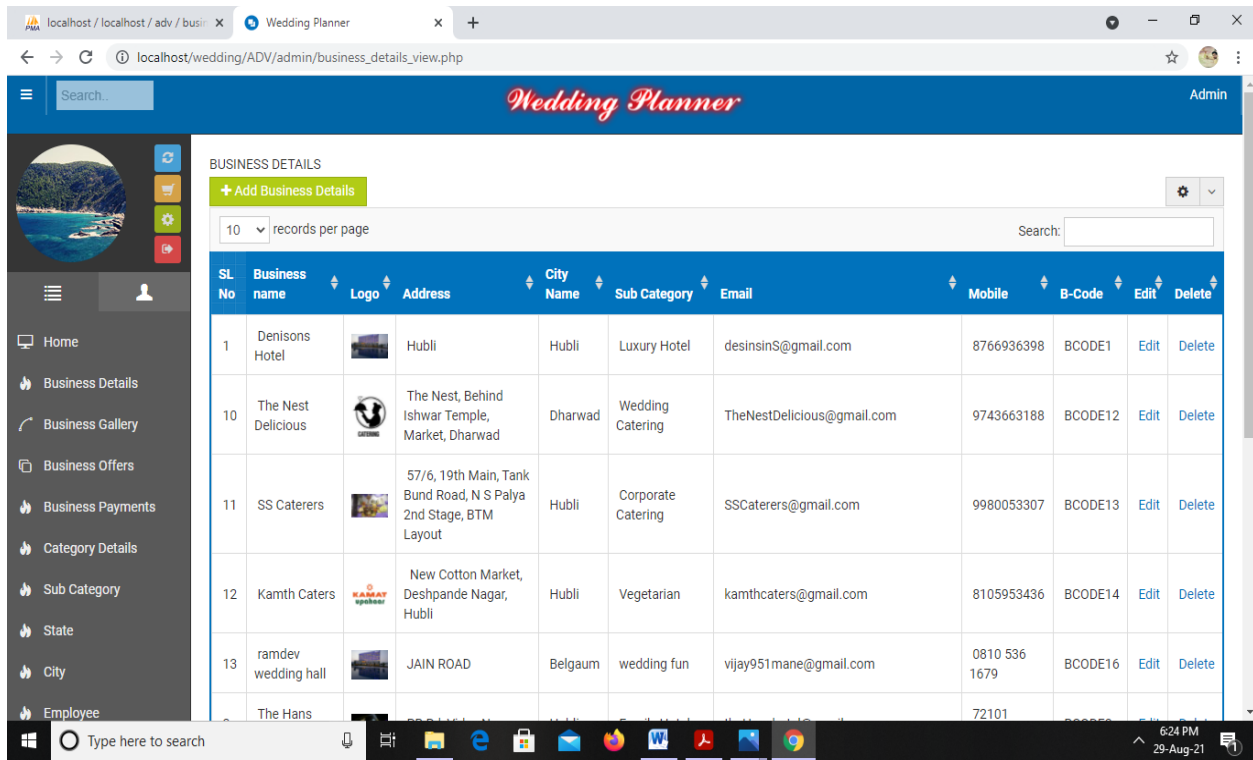 PMA localhost / localhost / adv / busin
Wedding Planner
localhost/wedding/ADV/admin/business_details_view.php
Search..
Wedding Planner
Admin
Home
Business Details
Business Gallery
Business Offers
Business Payments
Category Details
Sub Category
State
City
Employee
BUSINESS DETAILS
Add Business Details
10 records per page
Search:
SL No Business name Logo Address City Name Sub Category Email Mobile B-Code Edit Delete
1 Denisons Hotel Hubli Hubli Luxury Hotel desinsinS@gmail.com 8766936398 BCODE1 Edit Delete
10 The Nest Delicious CATERING The Nest, Behind Ishwar Temple, Market, Dharwad Dharwad Wedding Catering TheNestDelicious@gmail.com 9743663188 BCODE12 Edit Delete
11 SS Caterers 57/6, 19th Main, Tank Bund Road, N S Palya 2nd Stage, BTM Layout Hubli Corporate Catering SSCaterers@gmail.com 9980053307 BCODE13 Edit Delete
12 Kamth Caters KAMAT upahaar New Cotton Market, Deshpande Nagar, Hubli Hubli Vegetarian kamthcaters@gmail.com 8105953436 BCODE14 Edit Delete
13 ramdev wedding hall JAIN ROAD Belgaum wedding fun vijay951mane@gmail.com 0810 536 1679 BCODE16 Edit Delete
The Hans 72101
Type here to search
6:24 PM
29-Aug-21
1